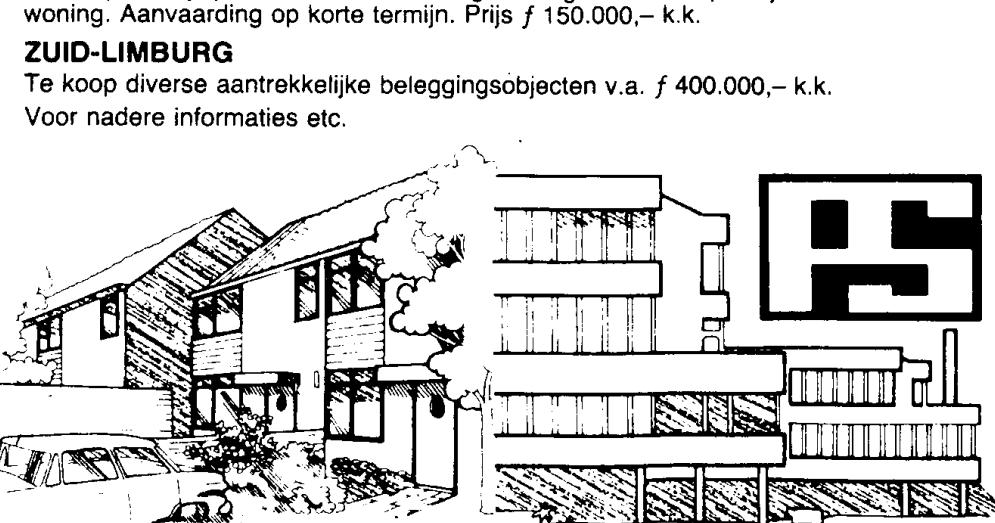 woning. Aanvaarding op korte termijn. Prijs ƒ 150.000,– k.k.
ZUID-LIMBURG
Te koop diverse aantrekkelijke beleggingsobjecten v.a. ƒ 400.000,– k.k.
Voor nadere informaties etc.
PS